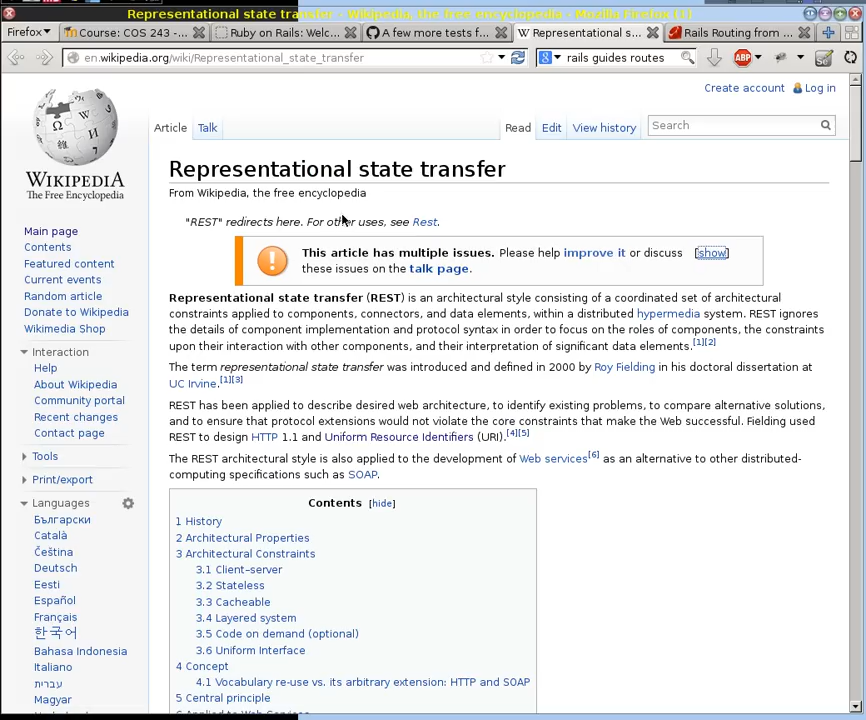 Representational state transfer - Wikipedia, the free encyclopedia - Mozilla Firefox
Firefox
Course: COS 243 -...
Ruby on Rails: Welc...
A few more tests f...
Representational s...
Rails Routing from ...
en.wikipedia.org/wiki/Representational_state_transfer
rails guides routes
ABP
Create account Log in
Article Talk Read Edit View history Search
WIKIPEDIA
The Free Encyclopedia
Main page
Contents
Featured content
Current events
Random article
Donate to Wikipedia
Wikimedia Shop
Interaction
Help
About Wikipedia
Community portal
Recent changes
Contact page
Tools
Print/export
Languages
Български
Català
Čeština
Deutsch
Eesti
Español
Français
한국어
Bahasa Indonesia
Italiano
עברית
Magyar
Representational state transfer
From Wikipedia, the free encyclopedia
"REST" redirects here. For other uses, see Rest.
This article has multiple issues. Please help improve it or discuss [show]
these issues on the talk page.
Representational state transfer (REST) is an architectural style consisting of a coordinated set of architectural
constraints applied to components, connectors, and data elements, within a distributed hypermedia system. REST ignores
the details of component implementation and protocol syntax in order to focus on the roles of components, the constraints
upon their interaction with other components, and their interpretation of significant data elements.[1][2]
The term representational state transfer was introduced and defined in 2000 by Roy Fielding in his doctoral dissertation at
UC Irvine.[1][3]
REST has been applied to describe desired web architecture, to identify existing problems, to compare alternative solutions,
and to ensure that protocol extensions would not violate the core constraints that make the Web successful. Fielding used
REST to design HTTP 1.1 and Uniform Resource Identifiers (URI).[4][5]
The REST architectural style is also applied to the development of Web services[6] as an alternative to other distributed-
computing specifications such as SOAP.
Contents [hide]
1 History
2 Architectural Properties
3 Architectural Constraints
3.1 Client–server
3.2 Stateless
3.3 Cacheable
3.4 Layered system
3.5 Code on demand (optional)
3.6 Uniform Interface
4 Concept
4.1 Vocabulary re-use vs. its arbitrary extension: HTTP and SOAP
5 Central principle